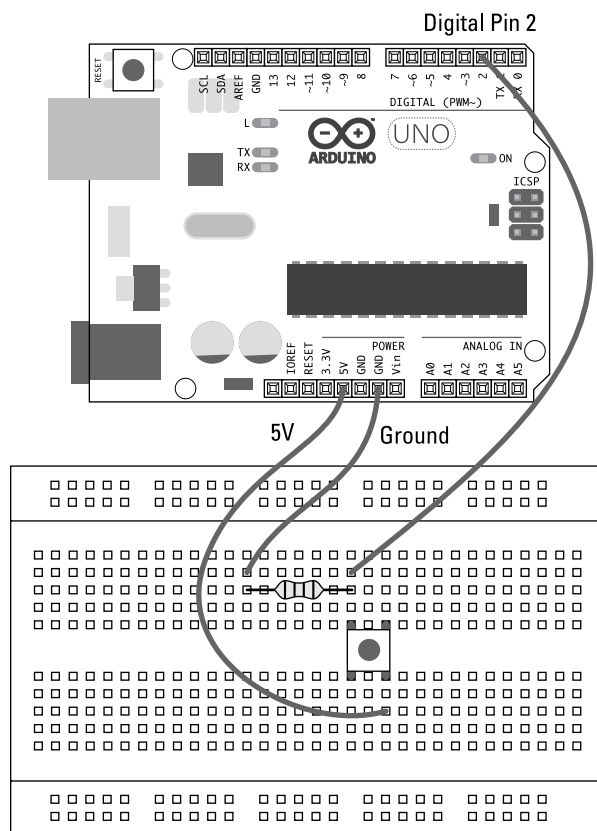 Digital Pin 2
RESET
SCL
SDA
AREF
GND
13
12
~11
~10
~9
8
7
~6
~5
4
~3
2
TX
RX 0
DIGITAL (PWM~)
L
TX
RX
ARDUINO
UNO
ON
ICSP
POWER
ANALOG IN
IOREF
RESET
3.3V
5V
GND
GND
Vin
A0
A1
A2
A3
A4
A5
5V
Ground